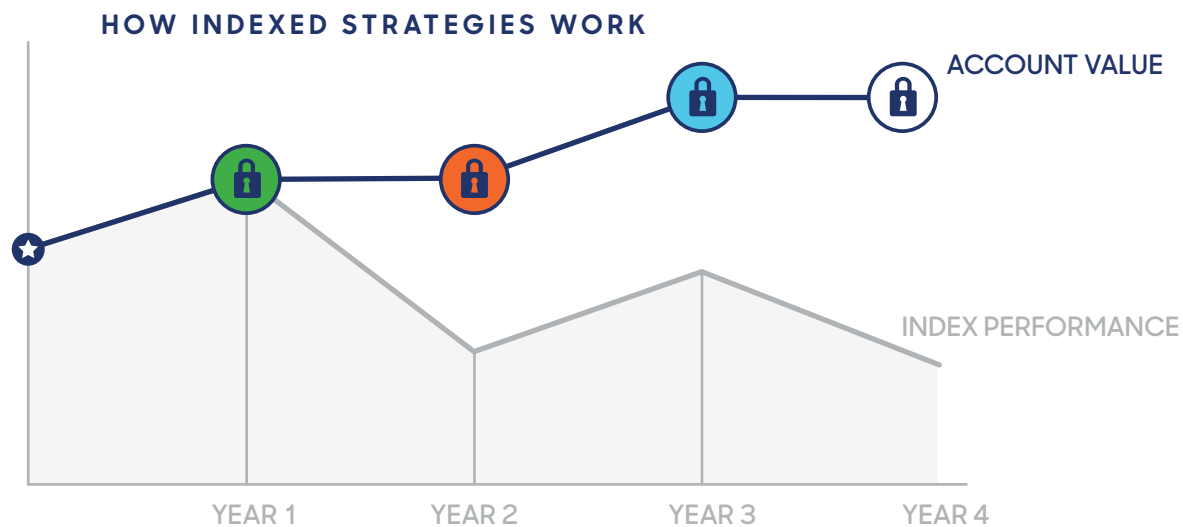 HOW INDEXED STRATEGIES WORK
ACCOUNT VALUE
INDEX PERFORMANCE
YEAR 1
YEAR 2
YEAR 3
YEAR 4